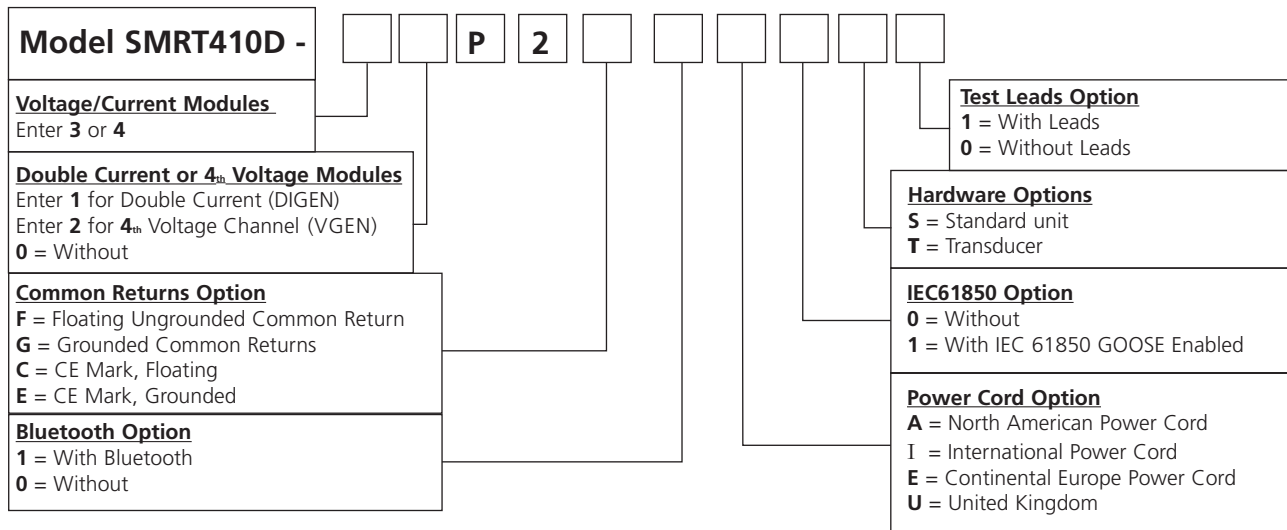 Model SMRT410D -
P 2
Voltage/Current Modules
Enter 3 or 4
Double Current or 4th Voltage Modules
Enter 1 for Double Current (DIGEN)
Enter 2 for 4th Voltage Channel (VGEN)
0 = Without
Common Returns Option
F = Floating Ungrounded Common Return
G = Grounded Common Returns
C = CE Mark, Floating
E = CE Mark, Grounded
Bluetooth Option
1 = With Bluetooth
0 = Without
Test Leads Option
1 = With Leads
0 = Without Leads
Hardware Options
S = Standard unit
T = Transducer
IEC61850 Option
0 = Without
1 = With IEC 61850 GOOSE Enabled
Power Cord Option
A = North American Power Cord
I = International Power Cord
E = Continental Europe Power Cord
U = United Kingdom